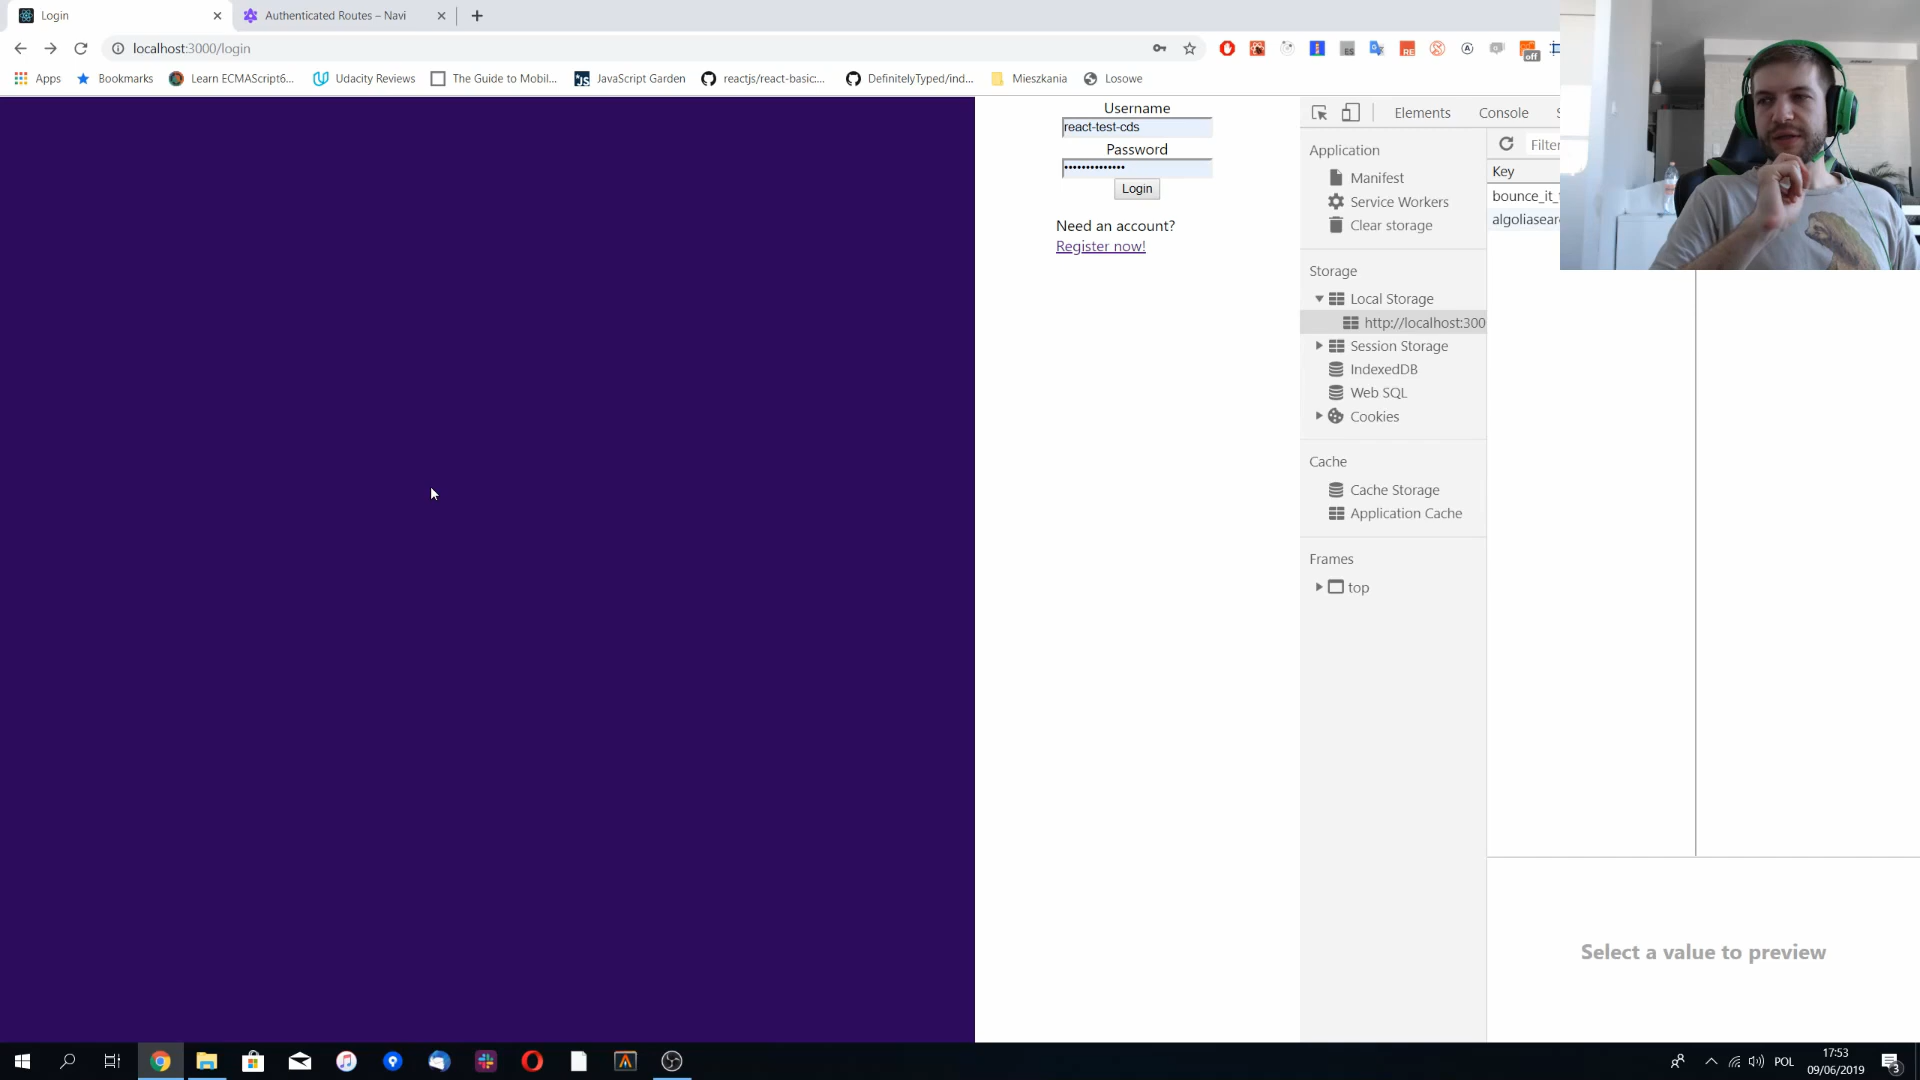 Login
Authenticated Routes – Navi
localhost:3000/login
Apps
Bookmarks
Learn ECMAScript6...
Udacity Reviews
The Guide to Mobil...
JavaScript Garden
reactjs/react-basic:...
DefinitelyTyped/ind...
Mieszkania
Losowe
ES
RE
off
Username
react-test-cds
Password
Login
Need an account?
Register now!
Elements
Console
Application
Manifest
Service Workers
Clear storage
Storage
Local Storage
http://localhost:300
Session Storage
IndexedDB
Web SQL
Cookies
Cache
Cache Storage
Application Cache
Frames
top
Filter
Key
bounce_it_
algoliasear
Select a value to preview
POL
17:53
09/06/2019
3